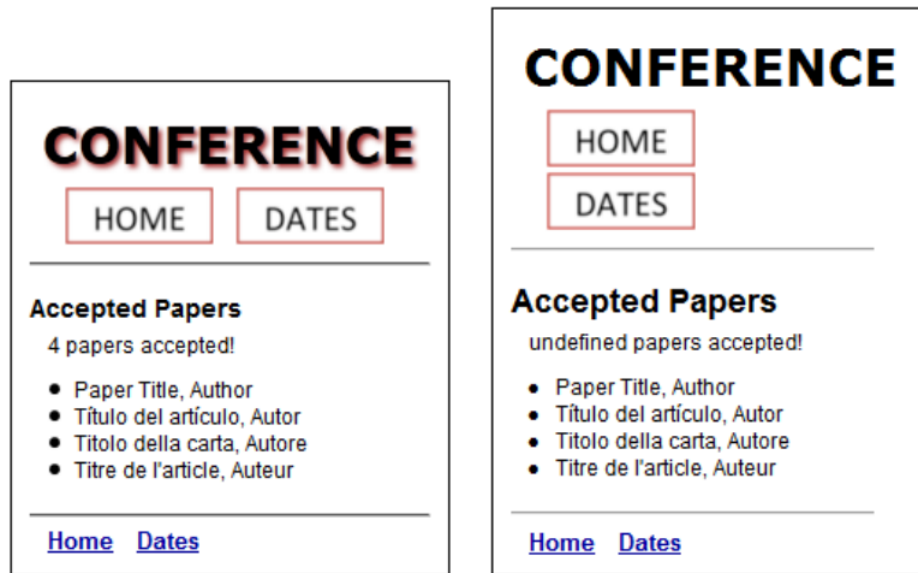 CONFERENCE
HOME DATES
Accepted Papers
4 papers accepted!
Paper Title, Author
Título del artículo, Autor
Titolo della carta, Autore
Titre de l'article, Auteur
Home Dates
CONFERENCE
HOME
DATES
Accepted Papers
undefined papers accepted!
Paper Title, Author
Título del artículo, Autor
Titolo della carta, Autore
Titre de l'article, Auteur
Home Dates